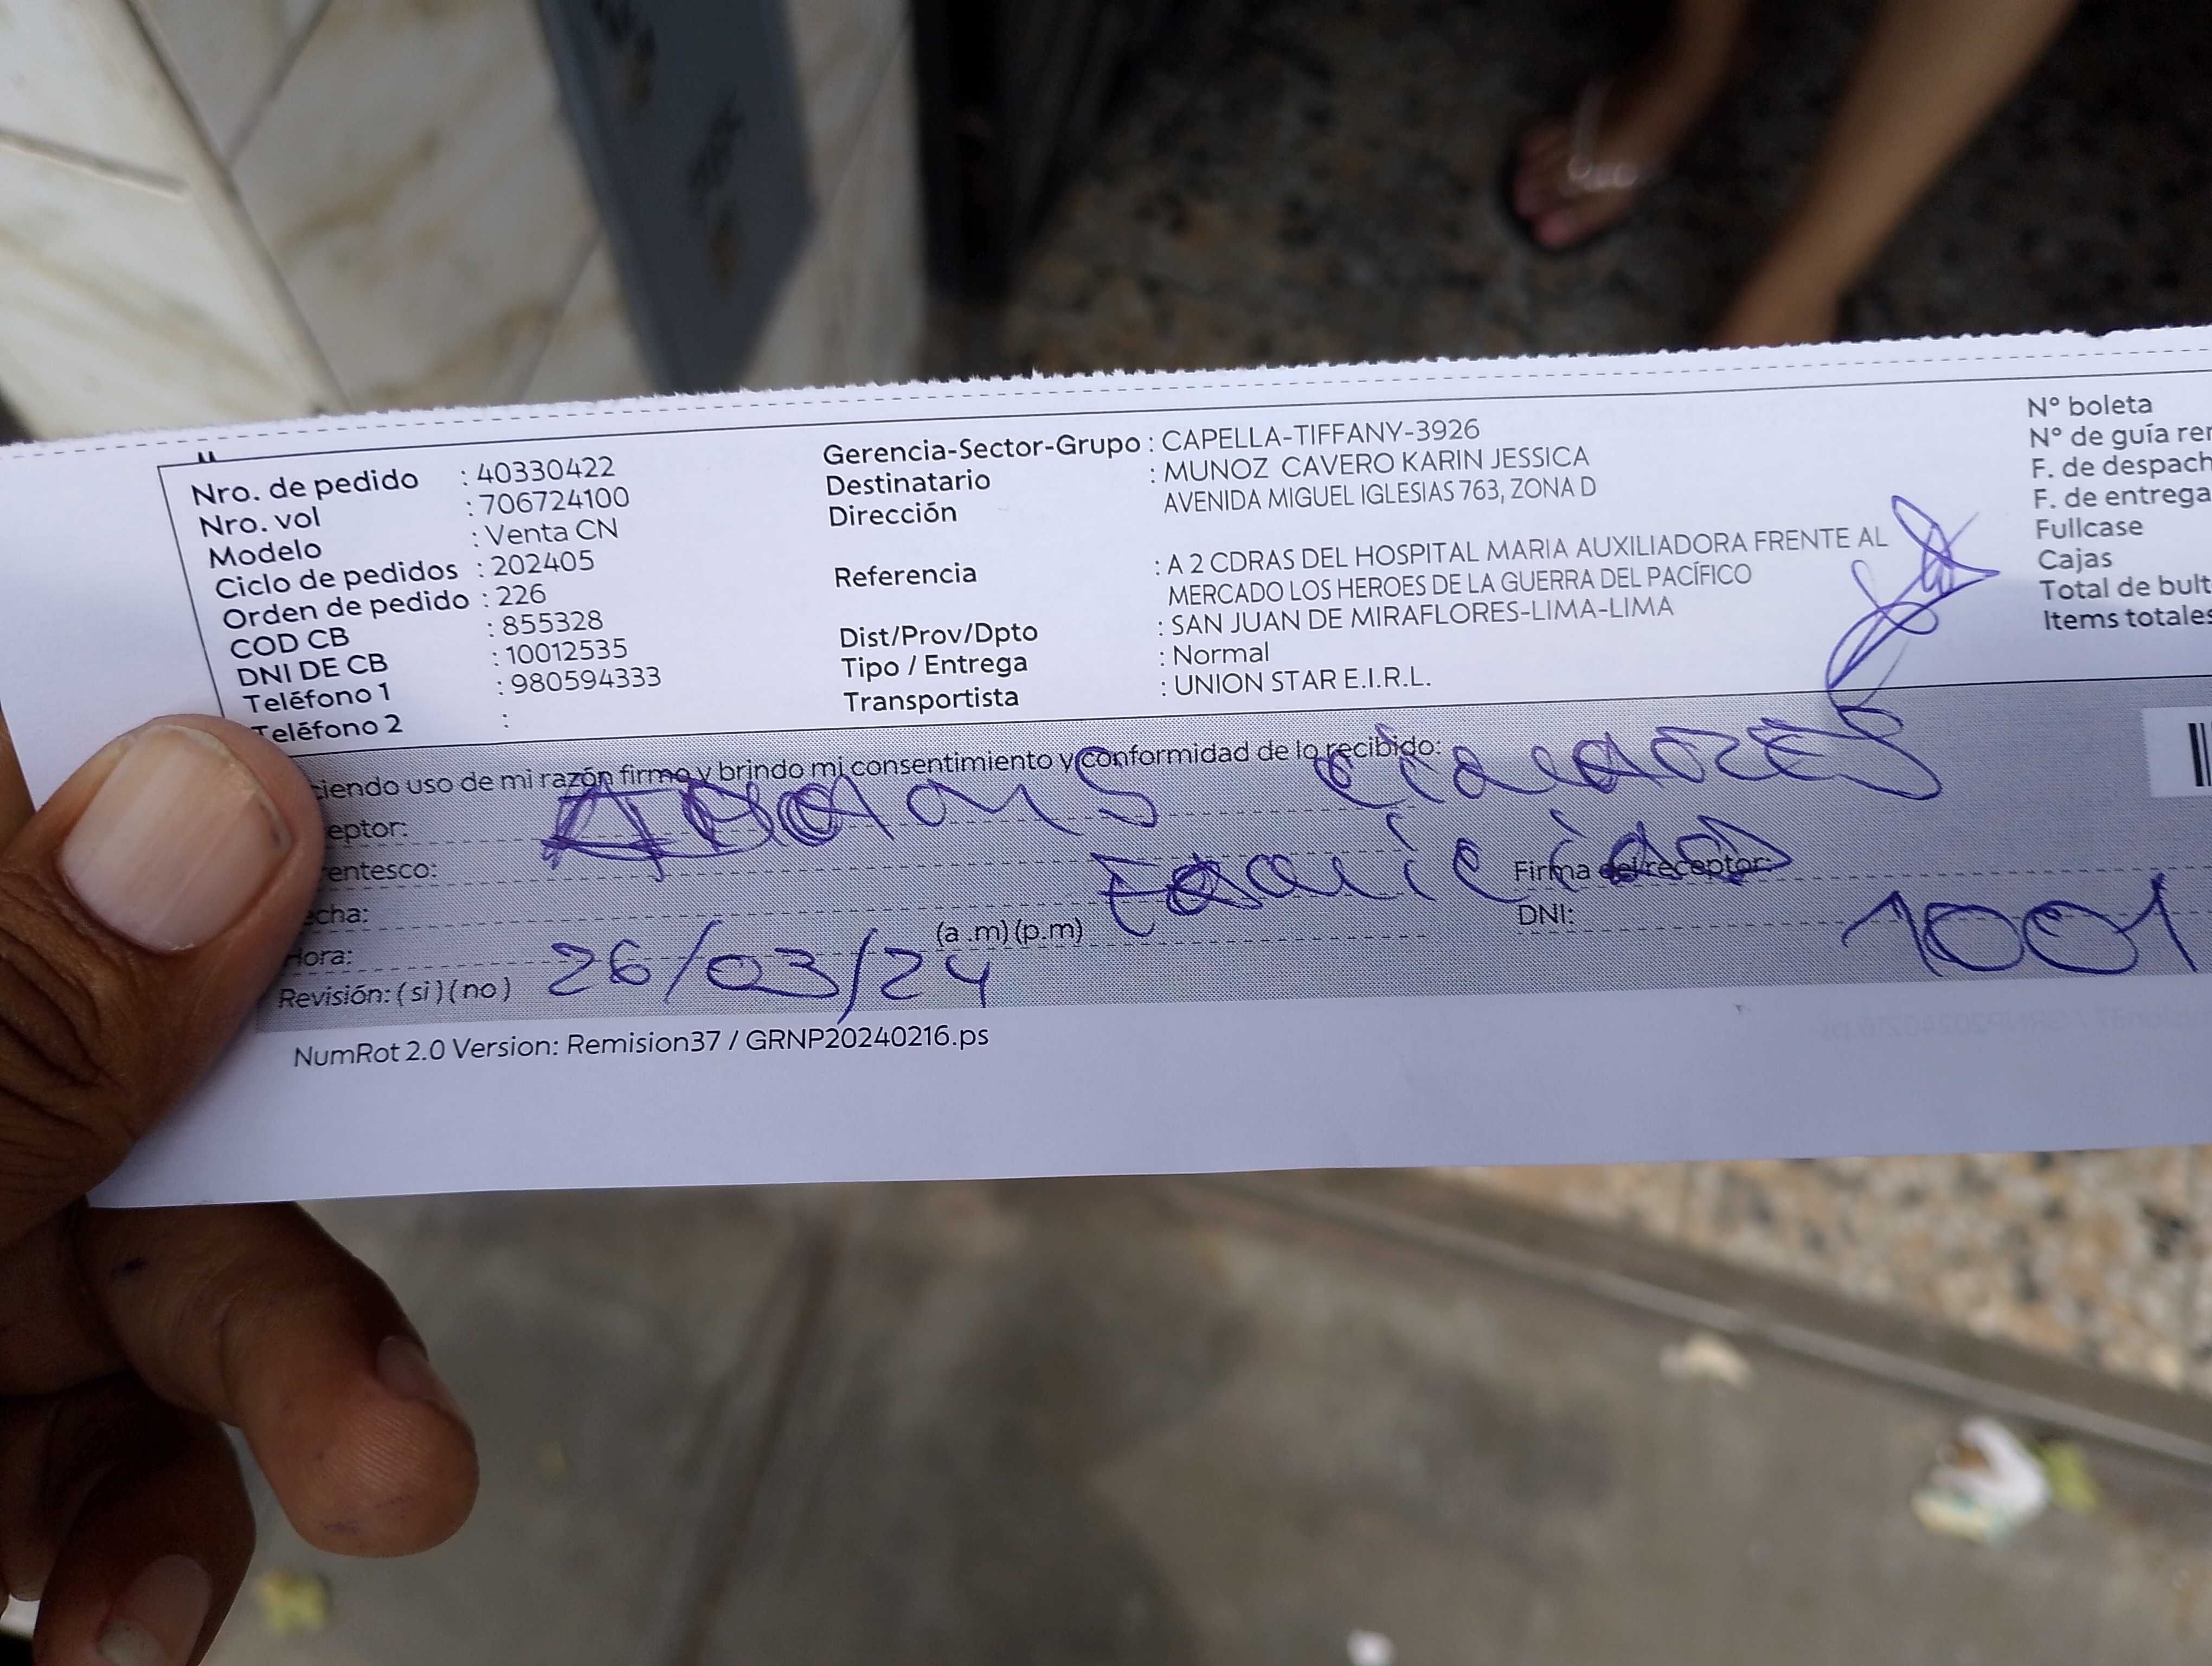 Nro. de pedido : 40330422
Nro. vol : 706724100
Modelo : Venta CN
Ciclo de pedidos : 202405
Orden de pedido : 226
COD CB : 855328
DNI DE CB : 10012535
Teléfono 1 : 980594333
Teléfono 2 :
Gerencia-Sector-Grupo : CAPELLA-TIFFANY-3926
Destinatario : MUNOZ CAVERO KARIN JESSICA
Dirección AVENIDA MIGUEL IGLESIAS 763, ZONA D
Referencia : A 2 CDRAS DEL HOSPITAL MARIA AUXILIADORA FRENTE AL
MERCADO LOS HEROES DE LA GUERRA DEL PACÍFICO
Dist/Prov/Dpto : SAN JUAN DE MIRAFLORES-LIMA-LIMA
Tipo / Entrega : Normal
Transportista : UNION STAR E.I.R.L.
Nº boleta
Nº de guía rer
F. de despach
F. de entrega
Fullcase
Cajas
Total de bult
Items totales
ciendo uso de mi razón firmo y brindo mi consentimiento y conformidad de lo recibido:
eptor:
entesco:
echa:
Hora: (a .m) (p.m)
Firma del receptor:
DNI: 1001
Revisión: ( si ) ( no ) 26/03/24
NumRot 2.0 Version: Remision37 / GRNP20240216.ps